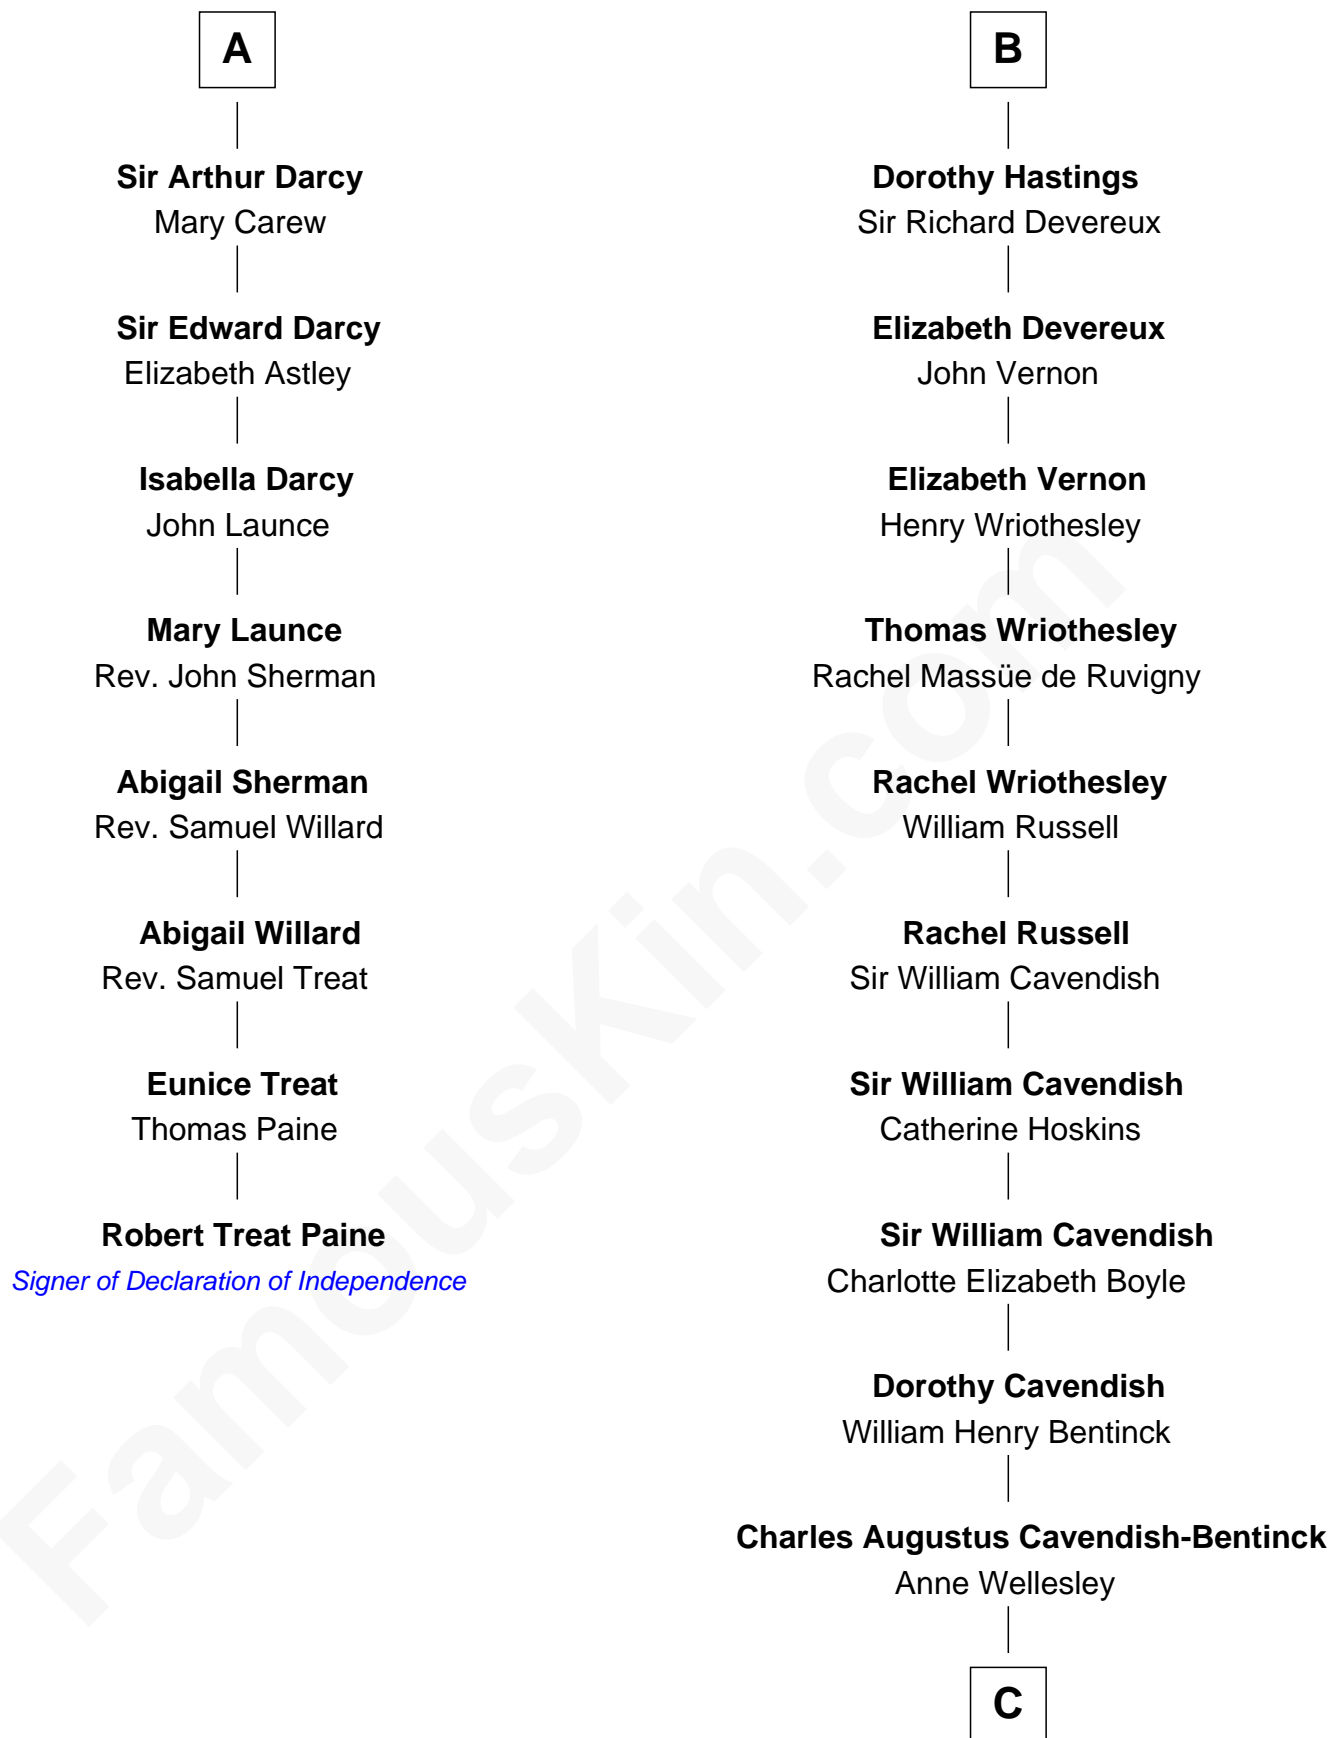 A
Sir Arthur Darcy
Mary Carew
Sir Edward Darcy
Elizabeth Astley
Isabella Darcy
John Launce
Mary Launce
Rev. John Sherman
Abigail Sherman
Rev. Samuel Willard
Abigail Willard
Rev. Samuel Treat
Eunice Treat
Thomas Paine
Robert Treat Paine
Signer of Declaration of Independence
B
Dorothy Hastings
Sir Richard Devereux
Elizabeth Devereux
John Vernon
Elizabeth Vernon
Henry Wriothesley
Thomas Wriothesley
Rachel Massüe de Ruvigny
Rachel Wriothesley
William Russell
Rachel Russell
Sir William Cavendish
Sir William Cavendish
Catherine Hoskins
Sir William Cavendish
Charlotte Elizabeth Boyle
Dorothy Cavendish
William Henry Bentinck
Charles Augustus Cavendish-Bentinck
Anne Wellesley
C
FamousKin.com